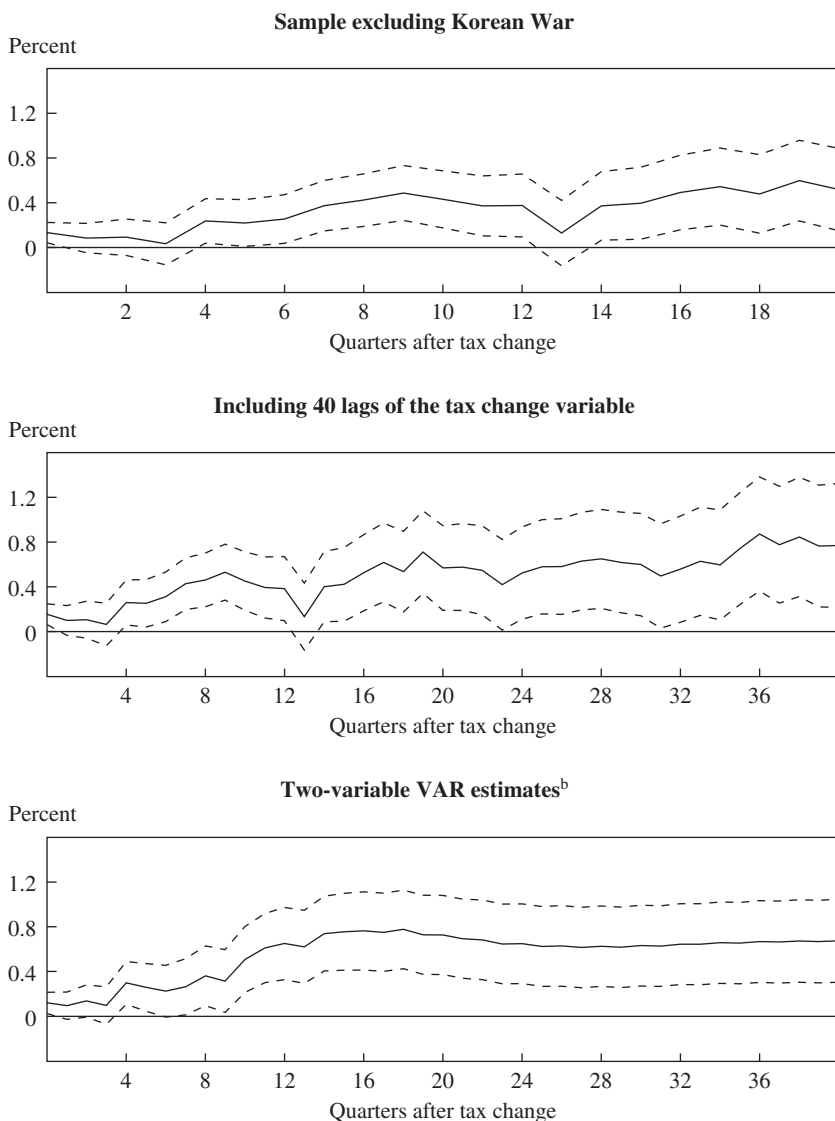 Sample excluding Korean War
Percent
1.2
0.8
0.4
0
2 4 6 8 10 12 14 16 18
Quarters after tax change
Including 40 lags of the tax change variable
Percent
1.2
0.8
0.4
0
4 8 12 16 20 24 28 32 36
Quarters after tax change
Two-variable VAR estimatesᵇ
Percent
1.2
0.8
0.4
0
4 8 12 16 20 24 28 32 36
Quarters after tax change